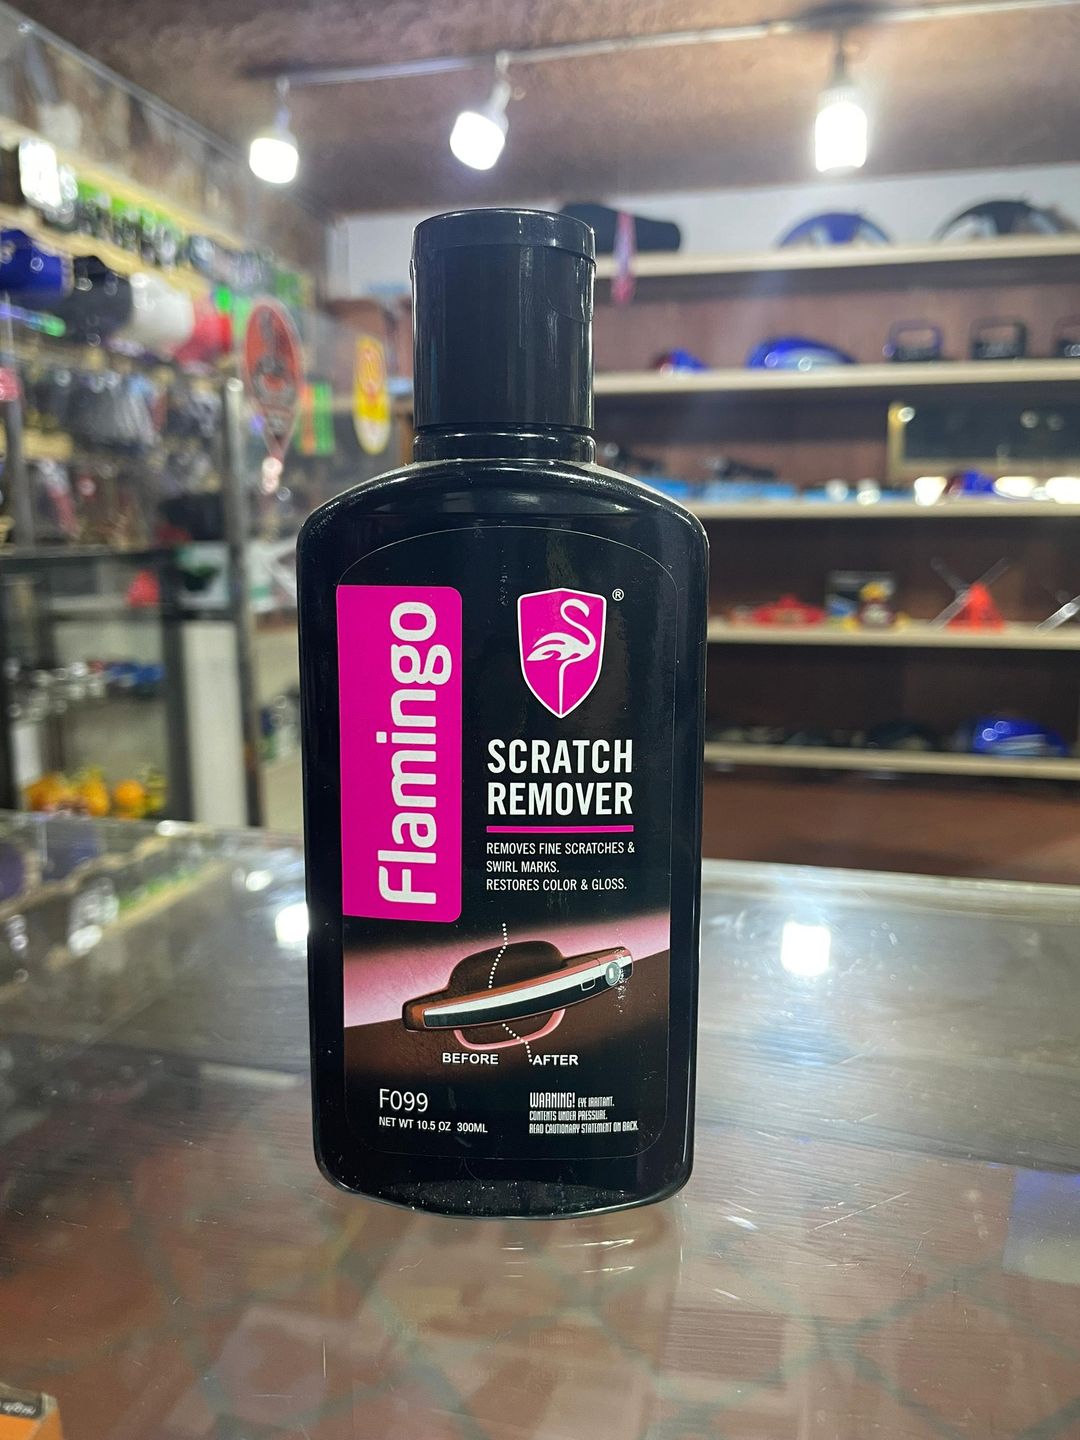 Flamingo
®
SCRATCH
REMOVER
REMOVES FINE SCRATCHES &
SWIRL MARKS.
RESTORES COLOR & GLOSS.
BEFORE AFTER
F099
NET WT 10.5 OZ 300ML
WARNING! EYE IRRITANT.
CONTENTS UNDER PRESSURE.
READ CAUTIONARY STATEMENT ON BACK.